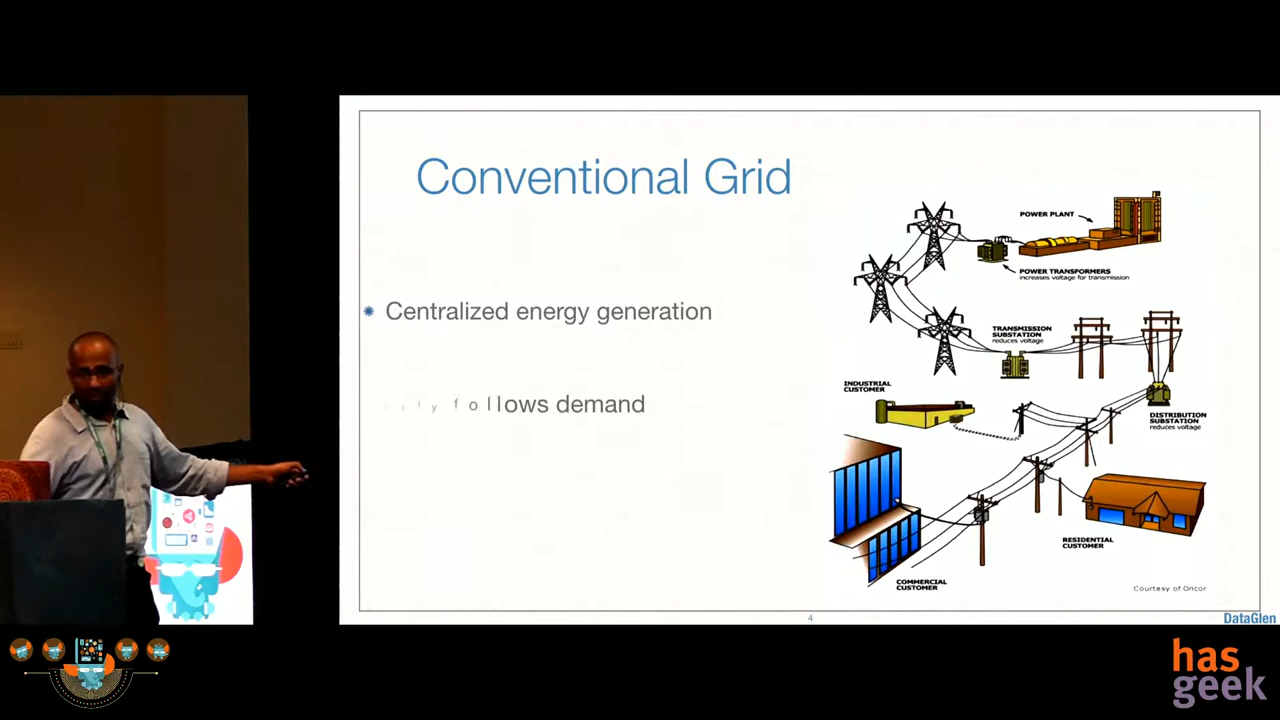 Conventional Grid
Centralized energy generation
follows demand
POWER PLANT
POWER TRANSFORMERS
increases voltage for transmission
TRANSMISSION
SUBSTATION
reduces voltage
INDUSTRIAL
CUSTOMER
DISTRIBUTION
SUBSTATION
reduces voltage
RESIDENTIAL
CUSTOMER
COMMERCIAL
CUSTOMER
Courtesy of Oncor
4
DataGlen
has
geek